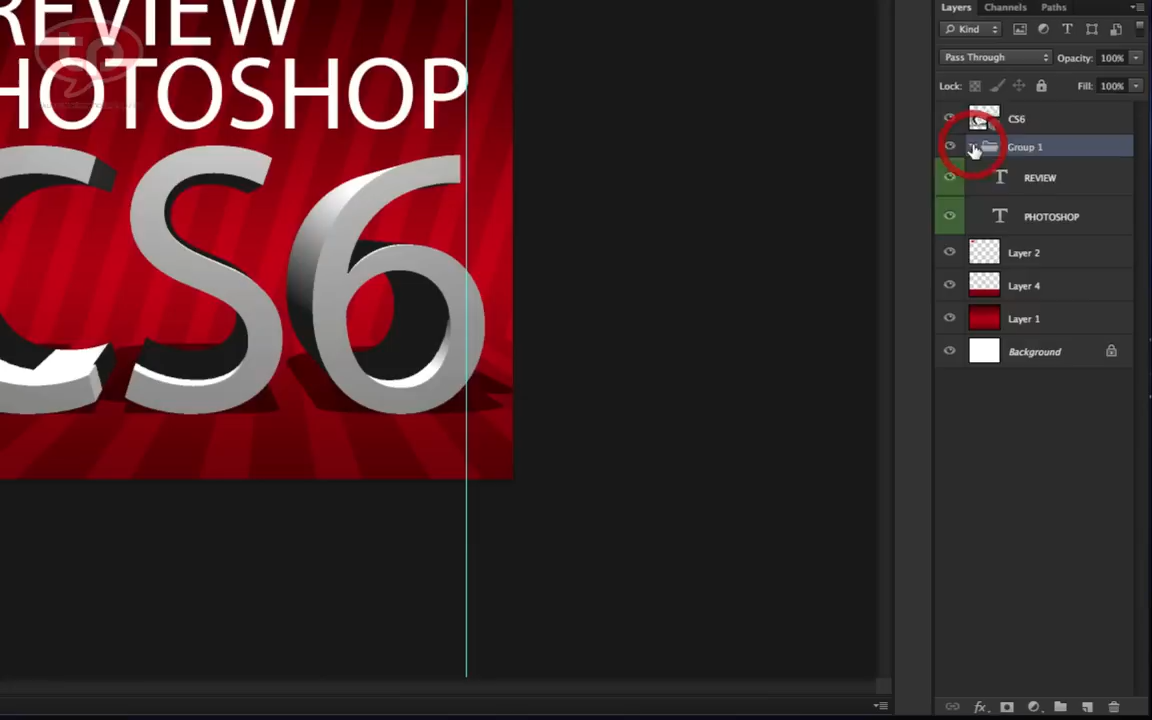 REVIEW
HOTOSHOP
CS6
Layers Channels Paths
Kind
Pass Through Opacity: 100%
Lock: Fill: 100%
CS6
Group 1
REVIEW
PHOTOSHOP
Layer 2
Layer 4
Layer 1
Background
fx